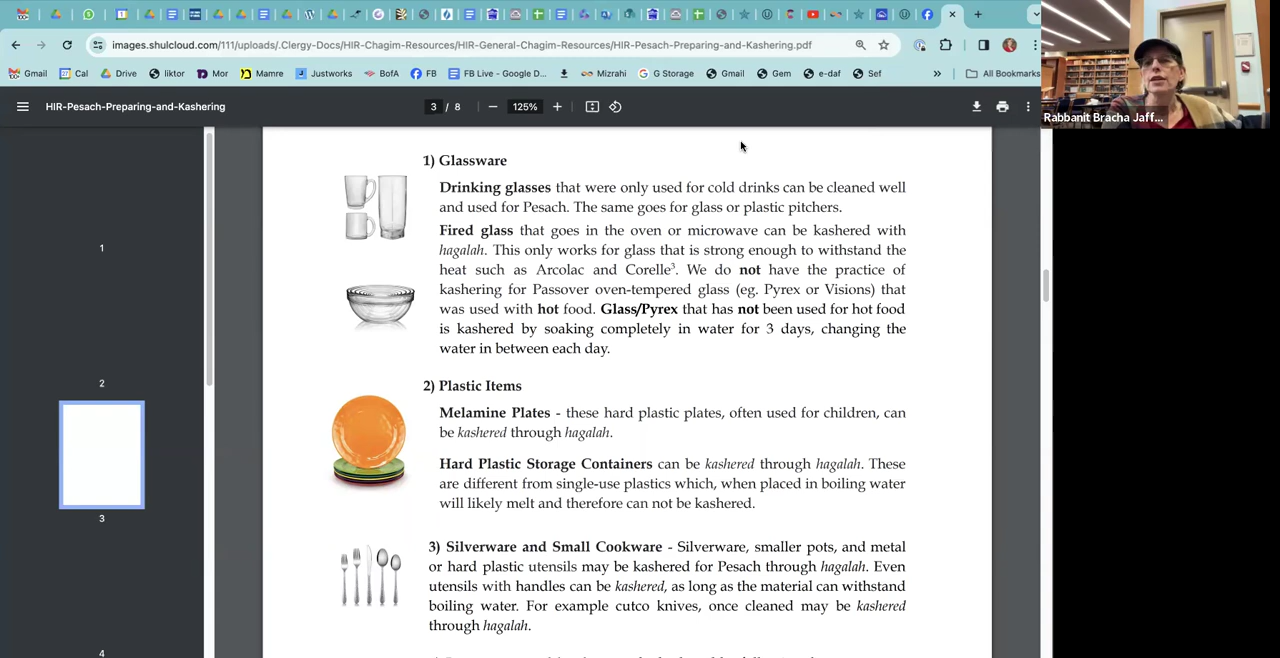 images.shulcloud.com/111/uploads/.Clergy-Docs/HIR-Chagim-Resources/HIR-General-Chagim-Resources/HIR-Pesach-Preparing-and-Kashering.pdf
Gmail Cal Drive liktor Mor Mamre Justworks BofA FB FB Live - Google D... Mizrahi G Storage Gmail Gem e-daf Sef » All Bookmarks
HIR-Pesach-Preparing-and-Kashering 3 / 8 − 125% +
Rabbanit Bracha Jaff...
1
2
3
4
1) Glassware
Drinking glasses that were only used for cold drinks can be cleaned well
and used for Pesach. The same goes for glass or plastic pitchers.
Fired glass that goes in the oven or microwave can be kashered with
hagalah. This only works for glass that is strong enough to withstand the
heat such as Arcolac and Corelle³. We do not have the practice of
kashering for Passover oven-tempered glass (eg. Pyrex or Visions) that
was used with hot food. Glass/Pyrex that has not been used for hot food
is kashered by soaking completely in water for 3 days, changing the
water in between each day.
2) Plastic Items
Melamine Plates - these hard plastic plates, often used for children, can
be kashered through hagalah.
Hard Plastic Storage Containers can be kashered through hagalah. These
are different from single-use plastics which, when placed in boiling water
will likely melt and therefore can not be kashered.
3) Silverware and Small Cookware - Silverware, smaller pots, and metal
or hard plastic utensils may be kashered for Pesach through hagalah. Even
utensils with handles can be kashered, as long as the material can withstand
boiling water. For example cutco knives, once cleaned may be kashered
through hagalah.